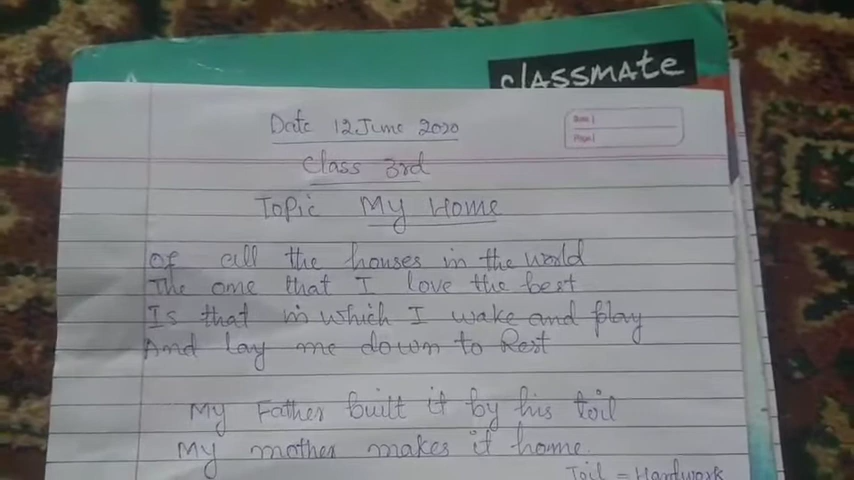 classmate
Date 12 June 2020
Date
Page
Class 3rd
Topic My Home
Of all the houses in the world
The one that I love the best
Is that in which I wake and play
And lay me down to Rest
My Father built it by his toil
My mother makes it home.
Toil = Hardwork